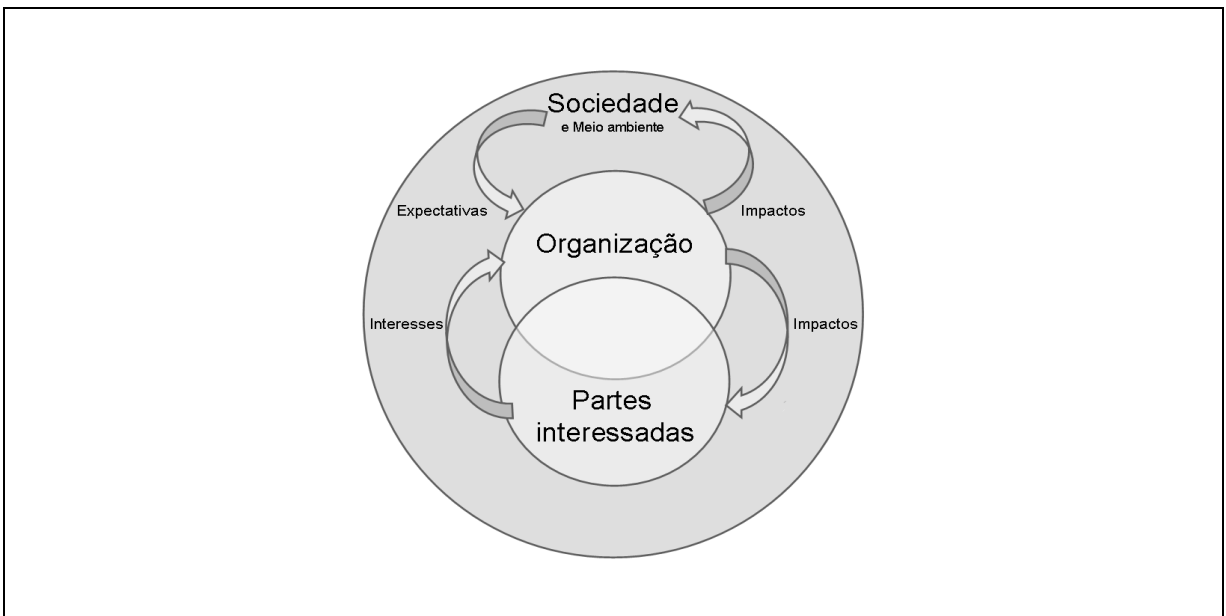 Sociedade
e Meio ambiente
Expectativas
Impactos
Organização
Interesses
Impactos
Partes
interessadas